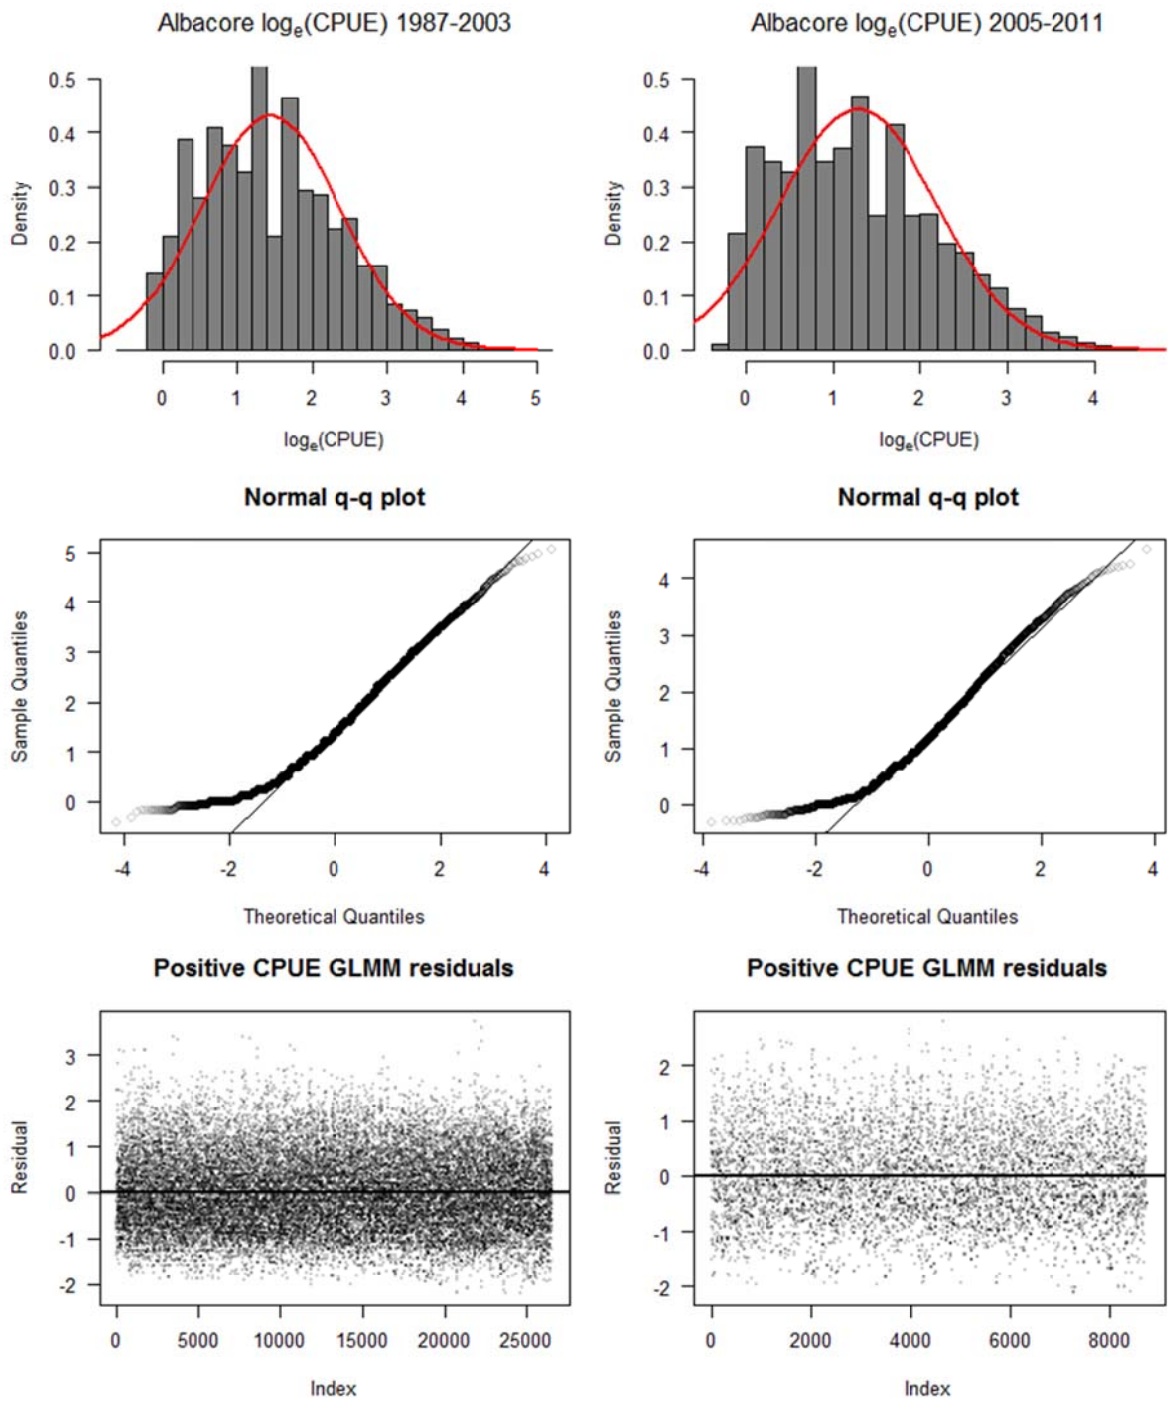 Albacore logₑ(CPUE) 1987-2003
Albacore logₑ(CPUE) 2005-2011
Density
0.5
0.4
0.3
0.2
0.1
0.0
0 1 2 3 4 5
logₑ(CPUE)
Density
0.5
0.4
0.3
0.2
0.1
0.0
0 1 2 3 4
logₑ(CPUE)
Normal q-q plot
Sample Quantiles
5
4
3
2
1
0
-4 -2 0 2 4
Theoretical Quantiles
Normal q-q plot
Sample Quantiles
4
3
2
1
0
-4 -2 0 2 4
Theoretical Quantiles
Positive CPUE GLMM residuals
Residual
3
2
1
0
-1
-2
0 5000 10000 15000 20000 25000
Index
Positive CPUE GLMM residuals
Residual
2
1
0
-1
-2
0 2000 4000 6000 8000
Index